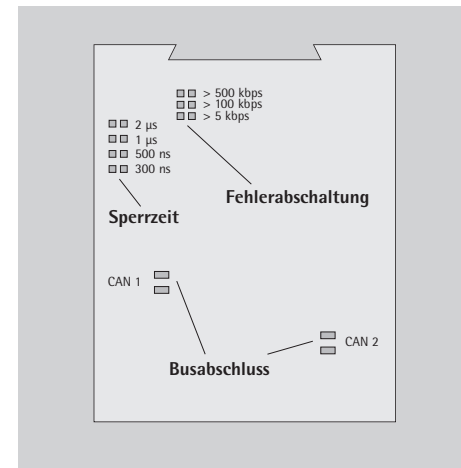 > 500 kbps
> 100 kbps
> 5 kbps
2 µs
1 µs
500 ns
300 ns
Fehlerabschaltung
Sperrzeit
CAN 1
CAN 2
Busabschluss